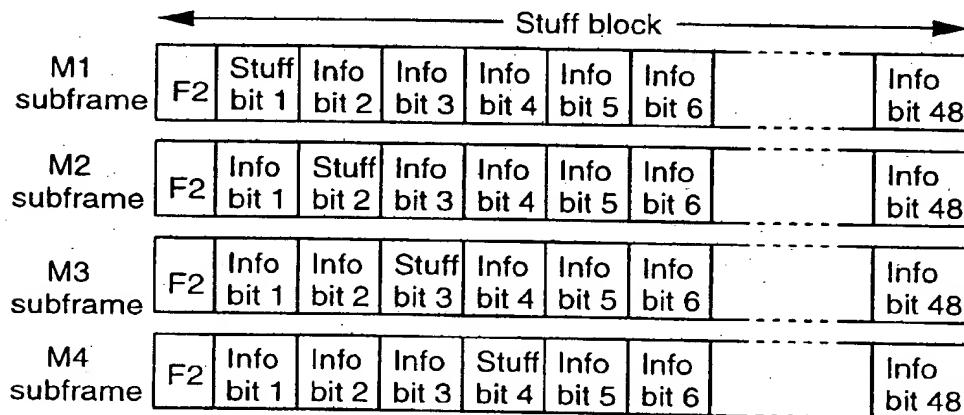 Stuff block
M1 subframe
F2 Stuff bit 1 Info bit 2 Info bit 3 Info bit 4 Info bit 5 Info bit 6 Info bit 48
M2 subframe
F2 Info bit 1 Stuff bit 2 Info bit 3 Info bit 4 Info bit 5 Info bit 6 Info bit 48
M3 subframe
F2 Info bit 1 Info bit 2 Stuff bit 3 Info bit 4 Info bit 5 Info bit 6 Info bit 48
M4 subframe
F2 Info bit 1 Info bit 2 Info bit 3 Stuff bit 4 Info bit 5 Info bit 6 Info bit 48